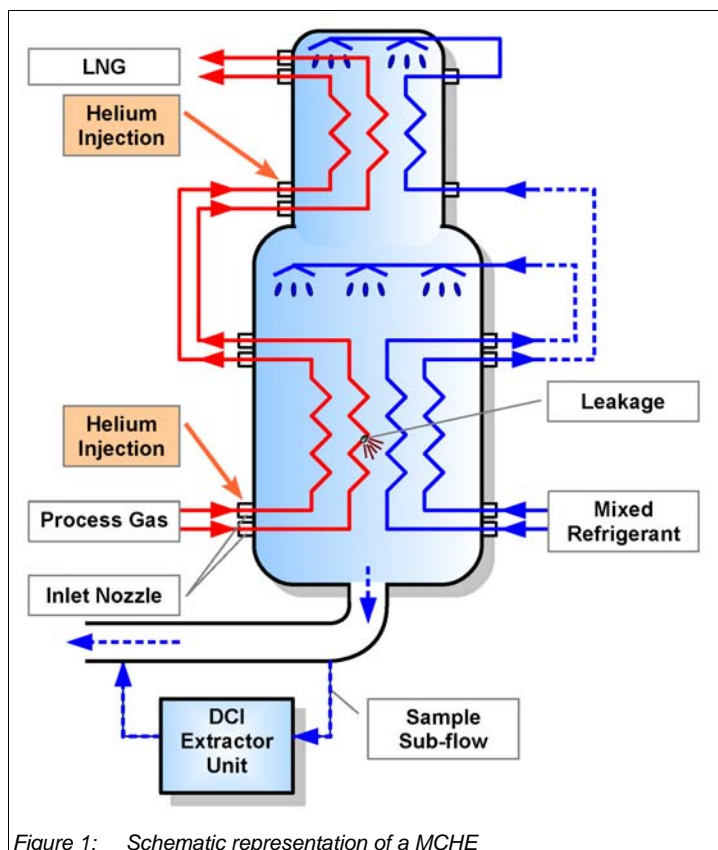 LNG
Helium
Injection
Helium
Injection
Leakage
Process Gas
Mixed
Refrigerant
Inlet Nozzle
DCI
Extractor
Unit
Sample
Sub-flow
Figure 1: Schematic representation of a MCHE